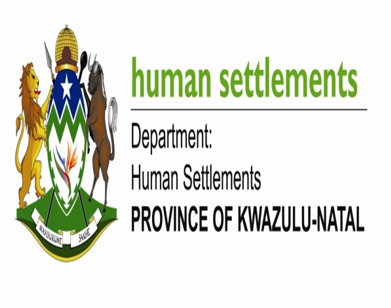 human settlements
Department:
Human Settlements
PROVINCE OF KWAZULU-NATAL